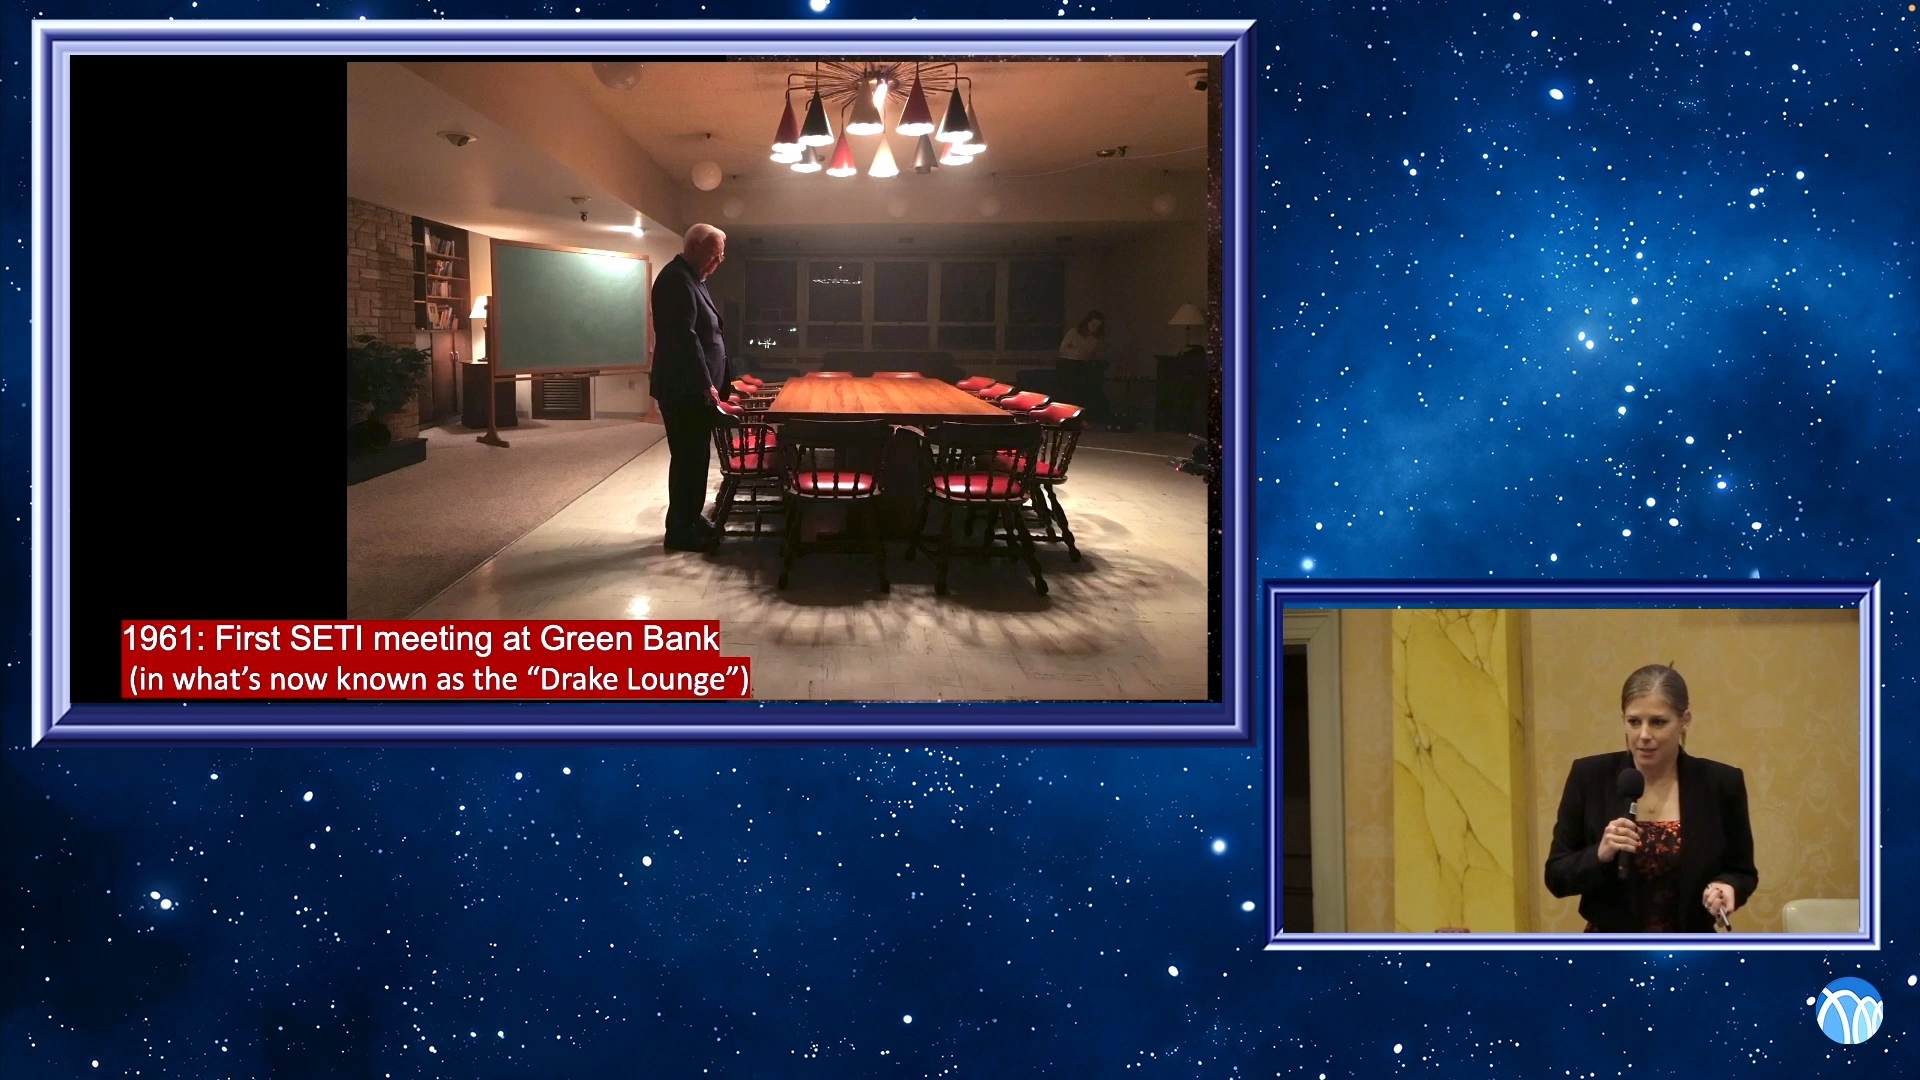 1961: First SETI meeting at Green Bank
(in what’s now known as the “Drake Lounge”)